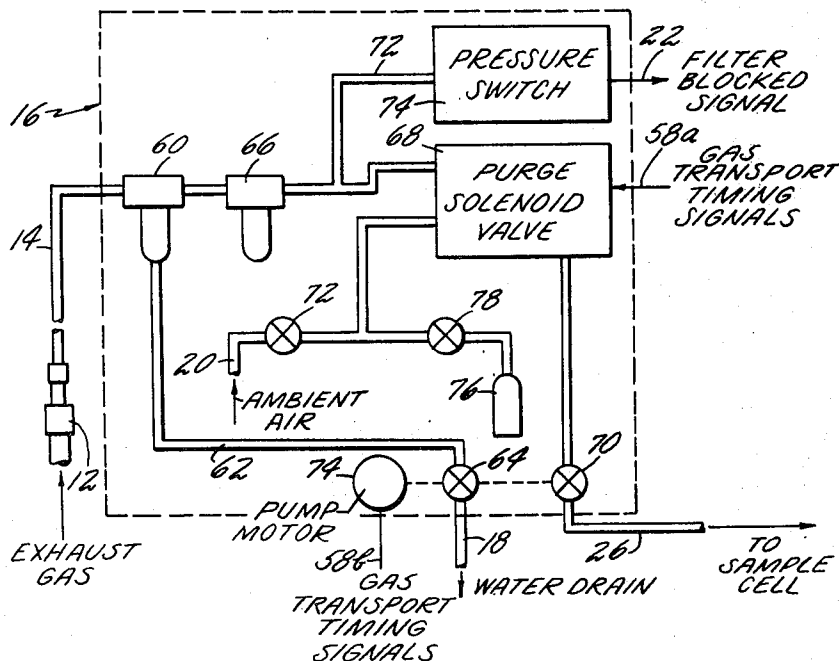 72
PRESSURE
SWITCH
74
22
FILTER
BLOCKED
SIGNAL
16
60
66
68
PURGE
SOLENOID
VALVE
58a
GAS
TRANSPORT
TIMING
SIGNALS
14
72
78
20
AMBIENT
AIR
76
12
62
74
64
70
PUMP
MOTOR
58b
18
26
EXHAUST
GAS
GAS
TRANSPORT
TIMING
SIGNALS
WATER DRAIN
TO
SAMPLE
CELL